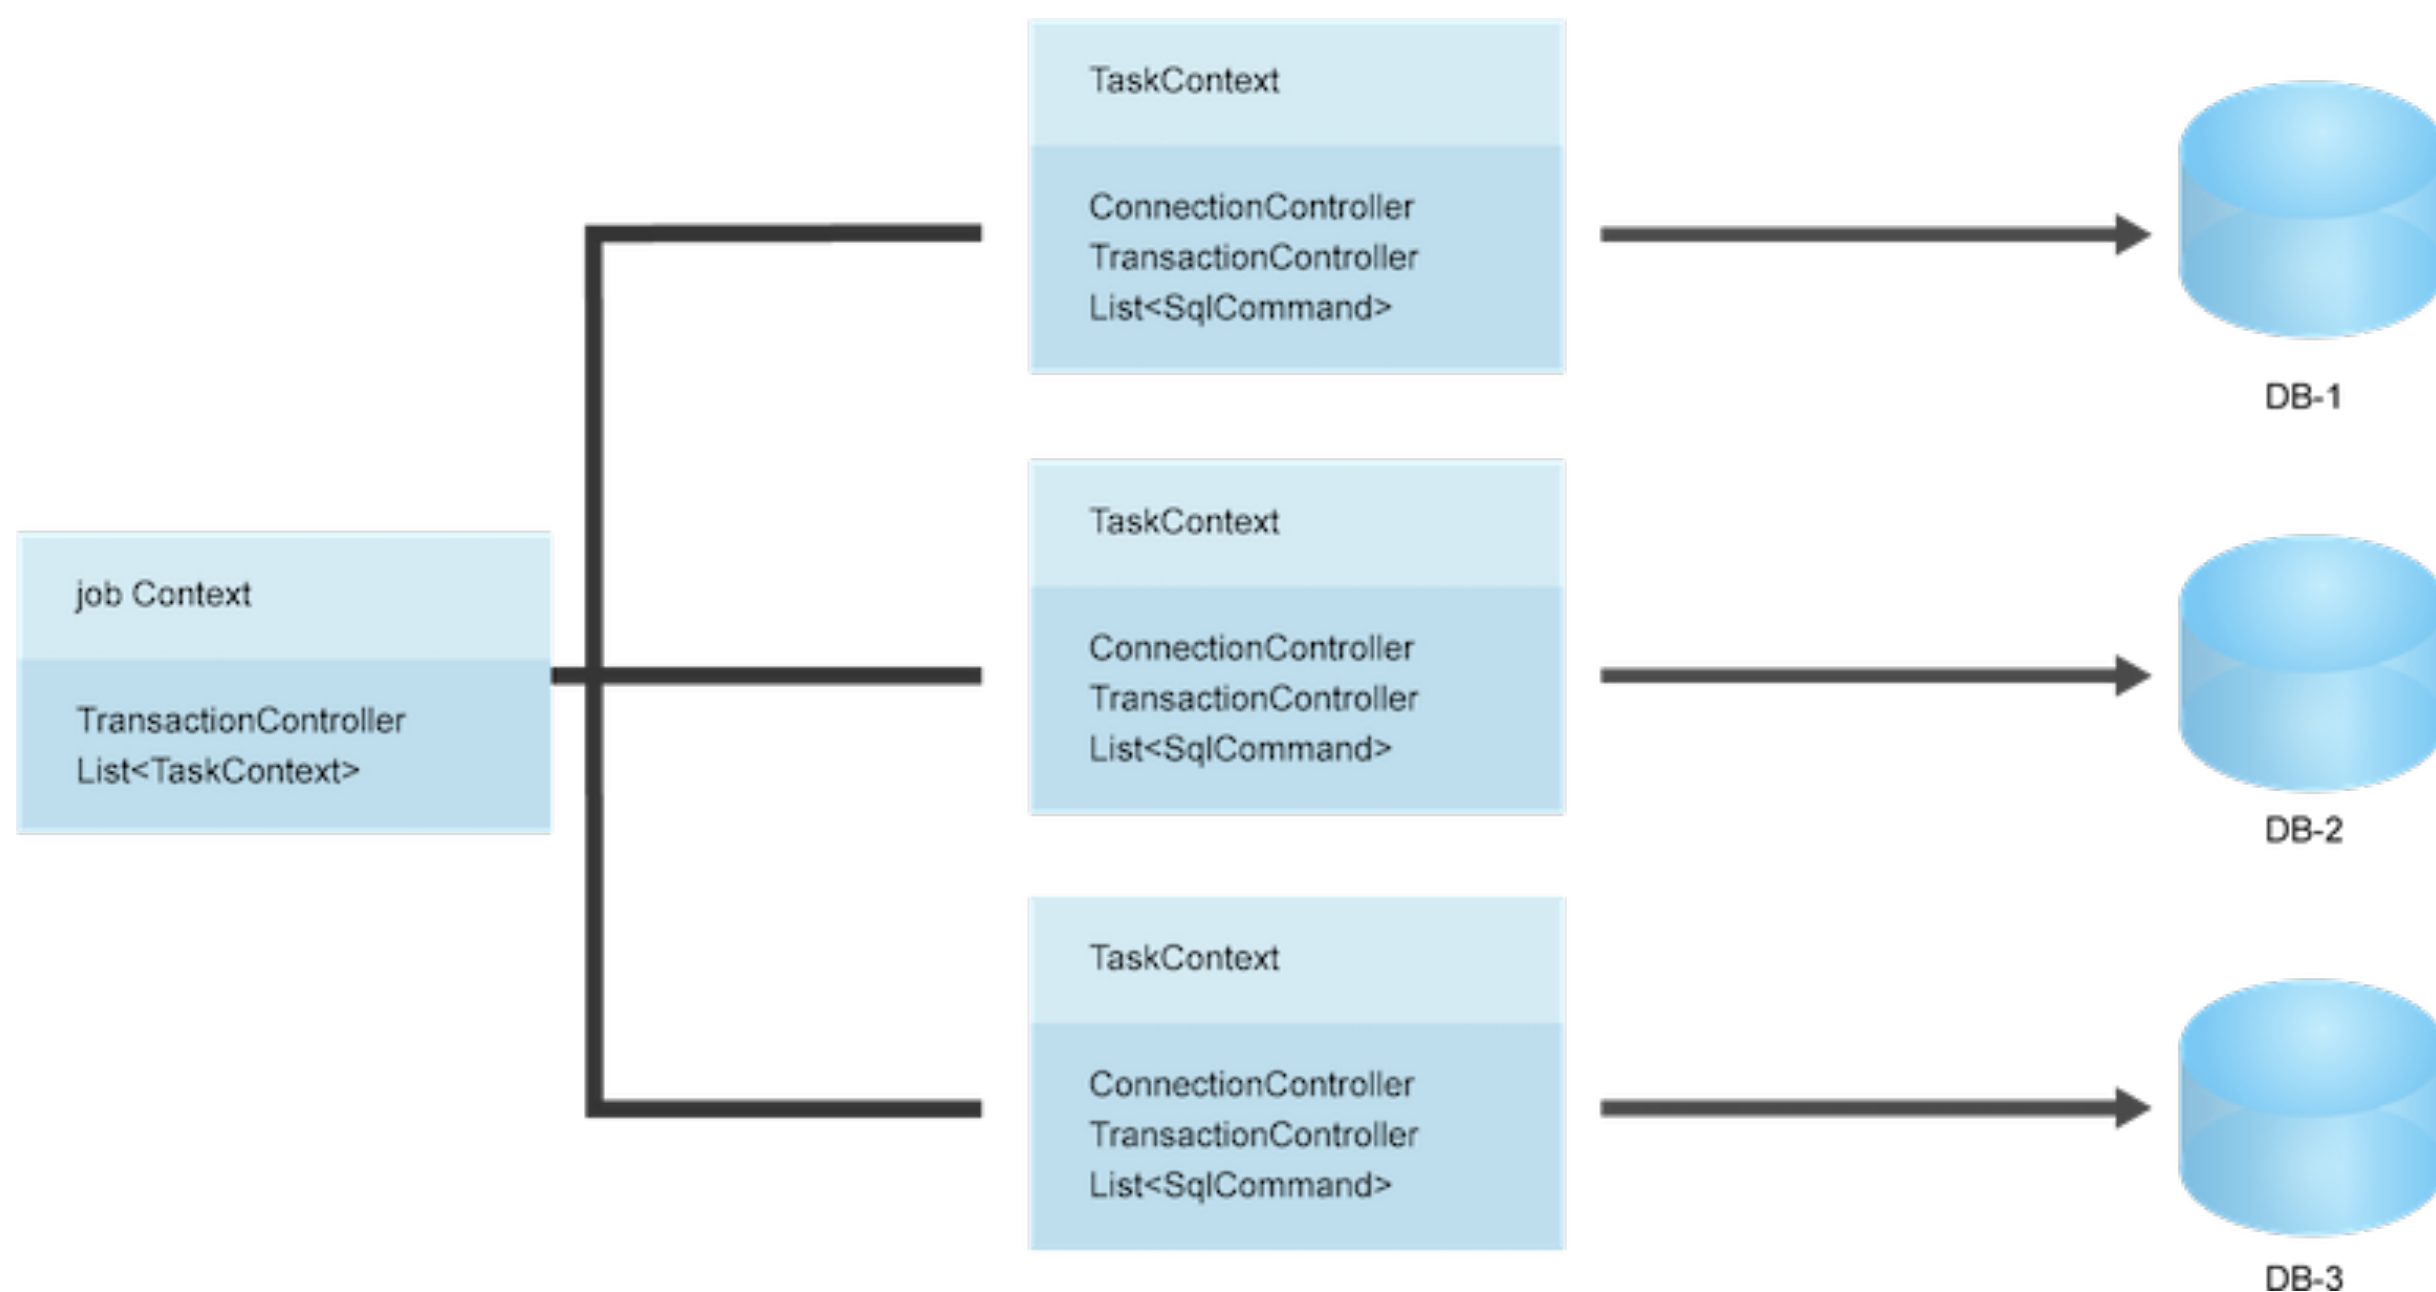 TaskContext
ConnectionController
TransactionController
List<SqlCommand>
DB-1
job Context
TransactionController
List<TaskContext>
TaskContext
ConnectionController
TransactionController
List<SqlCommand>
DB-2
TaskContext
ConnectionController
TransactionController
List<SqlCommand>
DB-3